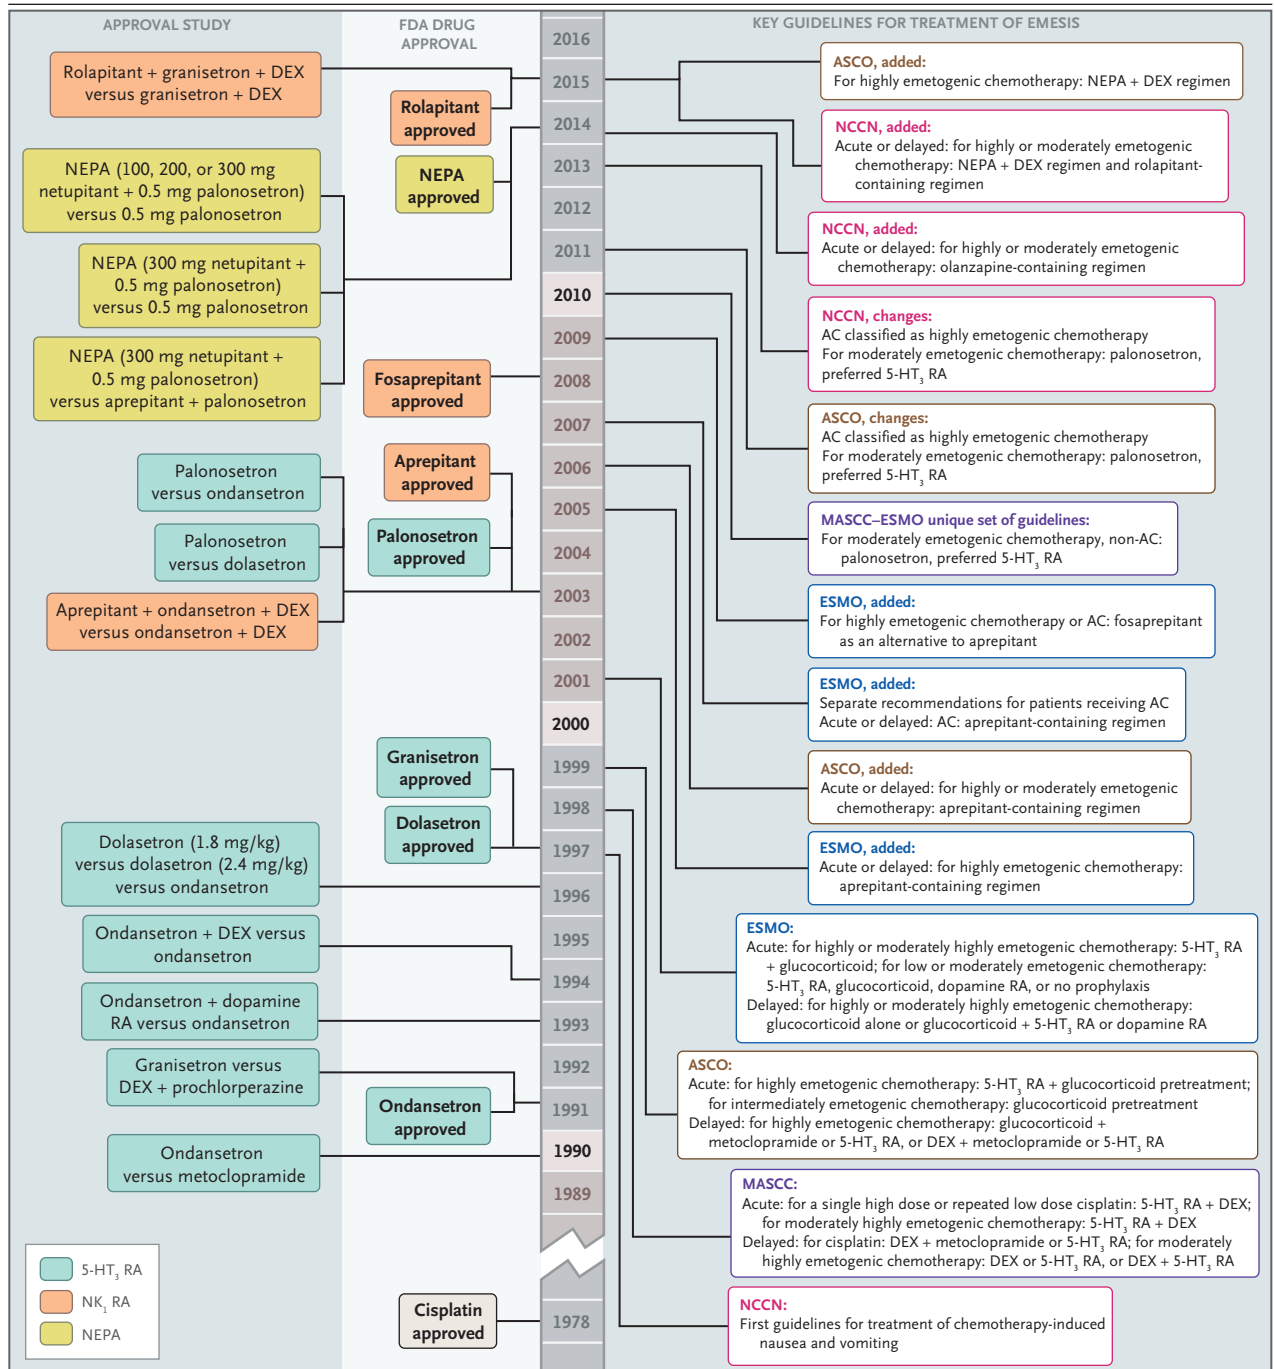 APPROVAL STUDY
FDA DRUG
APPROVAL
KEY GUIDELINES FOR TREATMENT OF EMESIS
Rolapitant + granisetron + DEX
versus granisetron + DEX
NEPA (100, 200, or 300 mg
netupitant + 0.5 mg palonosetron)
versus 0.5 mg palonosetron
NEPA (300 mg netupitant +
0.5 mg palonosetron)
versus 0.5 mg palonosetron
NEPA (300 mg netupitant +
0.5 mg palonosetron)
versus aprepitant + palonosetron
Palonosetron
versus ondansetron
Palonosetron
versus dolasetron
Aprepitant + ondansetron + DEX
versus ondansetron + DEX
Dolasetron (1.8 mg/kg)
versus dolasetron (2.4 mg/kg)
versus ondansetron
Ondansetron + DEX versus
ondansetron
Ondansetron + dopamine
RA versus ondansetron
Granisetron versus
DEX + prochlorperazine
Ondansetron
versus metoclopramide
5-HT₃ RA
NK₁ RA
NEPA
Rolapitant
approved
NEPA
approved
Fosaprepitant
approved
Aprepitant
approved
Palonosetron
approved
Granisetron
approved
Dolasetron
approved
Ondansetron
approved
Cisplatin
approved
2016
2015
2014
2013
2012
2011
2010
2009
2008
2007
2006
2005
2004
2003
2002
2001
2000
1999
1998
1997
1996
1995
1994
1993
1992
1991
1990
1989
1978
ASCO, added:
For highly emetogenic chemotherapy: NEPA + DEX regimen
NCCN, added:
Acute or delayed: for highly or moderately emetogenic
chemotherapy: NEPA + DEX regimen and rolapitant-
containing regimen
NCCN, added:
Acute or delayed: for highly or moderately emetogenic
chemotherapy: olanzapine-containing regimen
NCCN, changes:
AC classified as highly emetogenic chemotherapy
For moderately emetogenic chemotherapy: palonosetron,
preferred 5-HT₃ RA
ASCO, changes:
AC classified as highly emetogenic chemotherapy
For moderately emetogenic chemotherapy: palonosetron,
preferred 5-HT₃ RA
MASCC–ESMO unique set of guidelines:
For moderately emetogenic chemotherapy, non-AC:
palonosetron, preferred 5-HT₃ RA
ESMO, added:
For highly emetogenic chemotherapy or AC: fosaprepitant
as an alternative to aprepitant
ESMO, added:
Separate recommendations for patients receiving AC
Acute or delayed: AC: aprepitant-containing regimen
ASCO, added:
Acute or delayed: for highly or moderately emetogenic
chemotherapy: aprepitant-containing regimen
ESMO, added:
Acute or delayed: for highly emetogenic chemotherapy:
aprepitant-containing regimen
ESMO:
Acute: for highly or moderately highly emetogenic chemotherapy: 5-HT₃ RA
+ glucocorticoid; for low or moderately emetogenic chemotherapy:
5-HT₃ RA, glucocorticoid, dopamine RA, or no prophylaxis
Delayed: for highly or moderately highly emetogenic chemotherapy:
glucocorticoid alone or glucocorticoid + 5-HT₃ RA or dopamine RA
ASCO:
Acute: for highly emetogenic chemotherapy: 5-HT₃ RA + glucocorticoid pretreatment;
for intermediately emetogenic chemotherapy: glucocorticoid pretreatment
Delayed: for highly emetogenic chemotherapy: glucocorticoid +
metoclopramide or 5-HT₃ RA, or DEX + metoclopramide or 5-HT₃ RA
MASCC:
Acute: for a single high dose or repeated low dose cisplatin: 5-HT₃ RA + DEX;
for moderately highly emetogenic chemotherapy: 5-HT₃ RA + DEX
Delayed: for cisplatin: DEX + metoclopramide or 5-HT₃ RA; for moderately
highly emetogenic chemotherapy: DEX or 5-HT₃ RA, or DEX + 5-HT₃ RA
NCCN:
First guidelines for treatment of chemotherapy-induced
nausea and vomiting